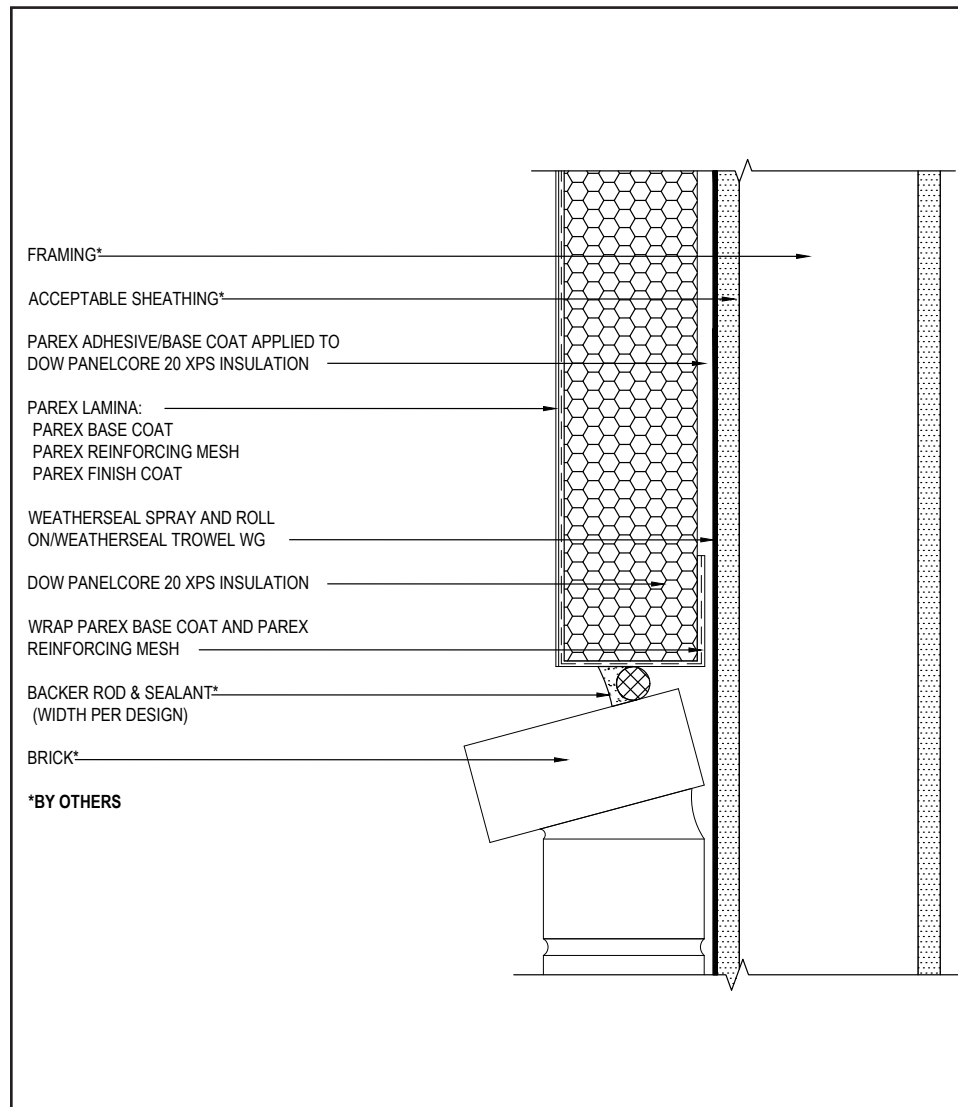 FRAMING*
ACCEPTABLE SHEATHING*
PAREX ADHESIVE/BASE COAT APPLIED TO
DOW PANELCORE 20 XPS INSULATION
PAREX LAMINA:
PAREX BASE COAT
PAREX REINFORCING MESH
PAREX FINISH COAT
WEATHERSEAL SPRAY AND ROLL
ON/WEATHERSEAL TROWEL WG
DOW PANELCORE 20 XPS INSULATION
WRAP PAREX BASE COAT AND PAREX
REINFORCING MESH
BACKER ROD & SEALANT*
(WIDTH PER DESIGN)
BRICK*
*BY OTHERS